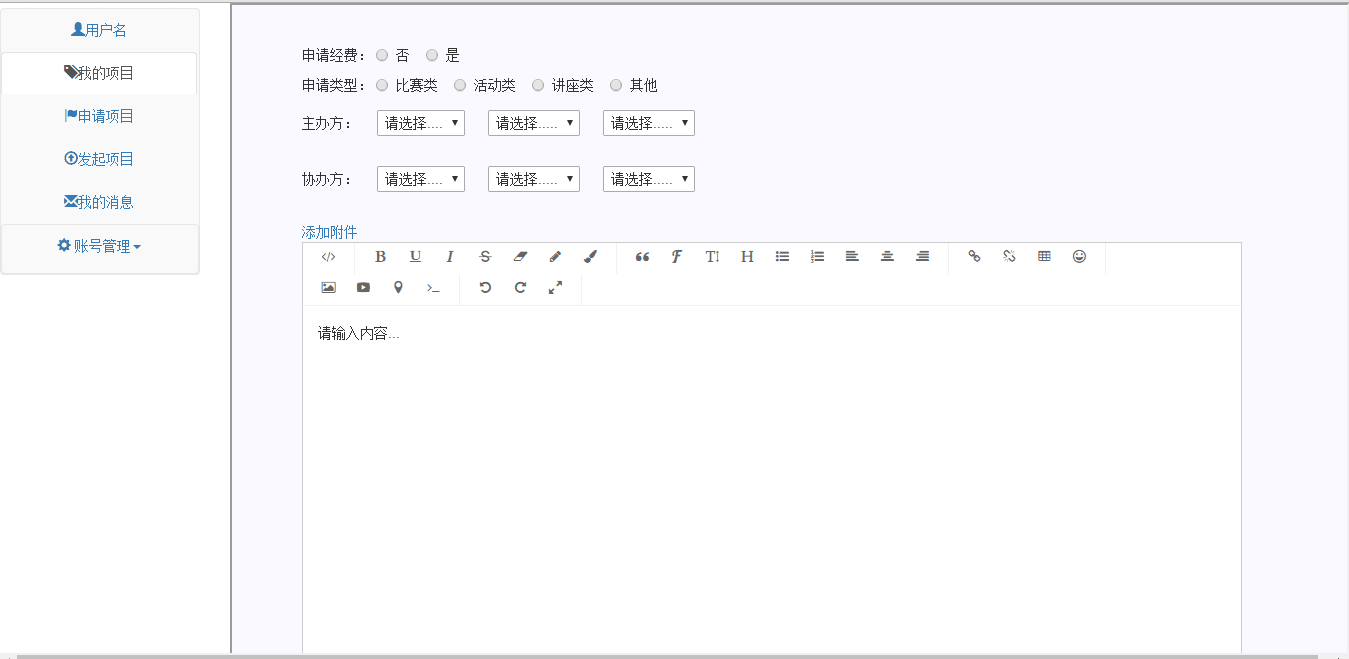 用户名
我的项目
申请项目
发起项目
我的消息
账号管理
申请经费： 否 是
申请类型： 比赛类 活动类 讲座类 其他
主办方： 请选择.... 请选择..... 请选择.....
协办方： 请选择.... 请选择..... 请选择.....
添加附件
请输入内容...